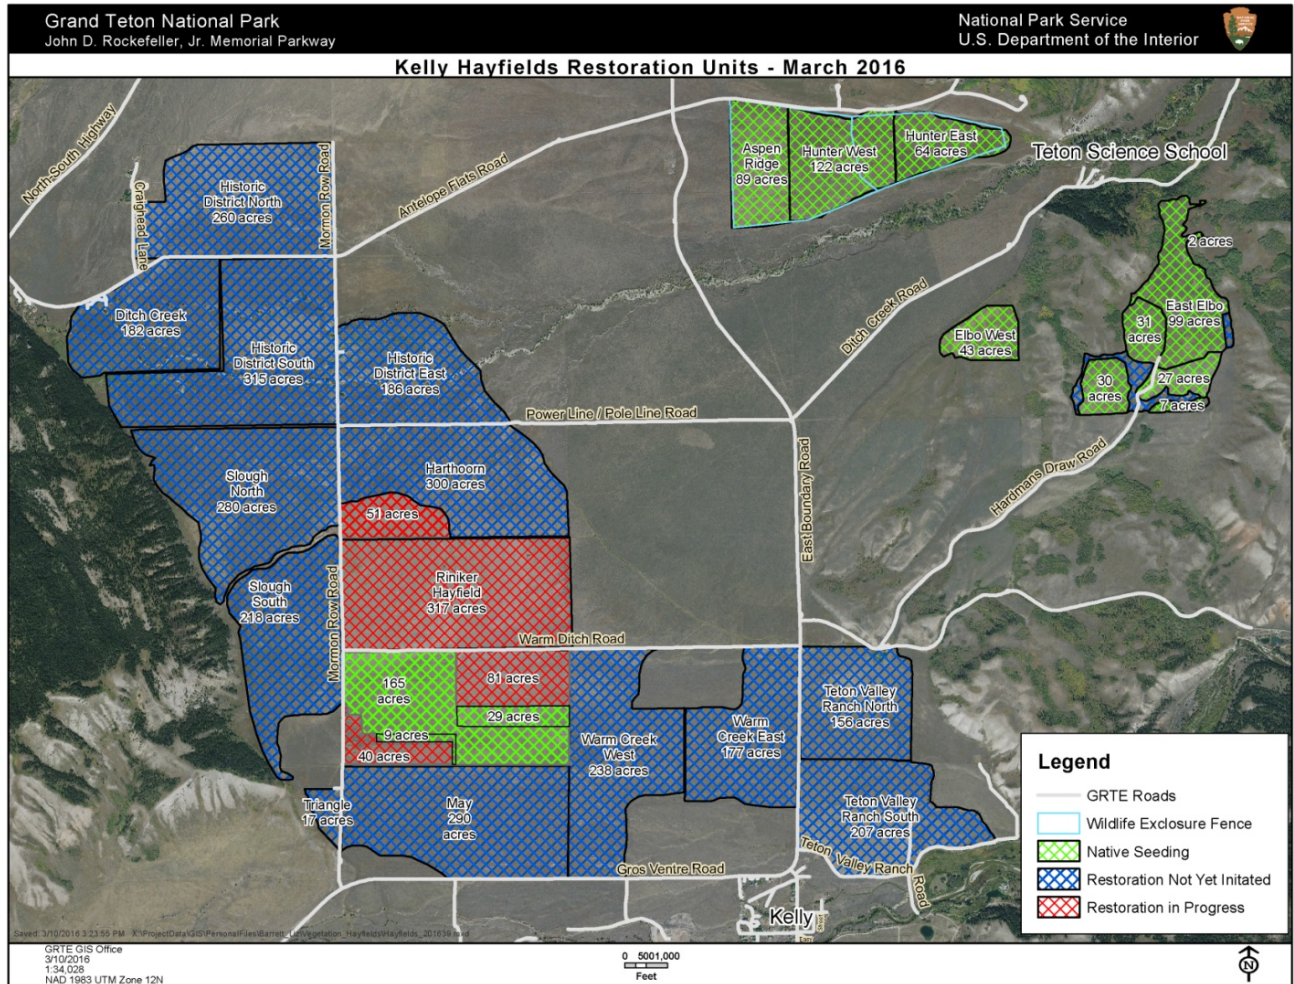 Grand Teton National Park
John D. Rockefeller, Jr. Memorial Parkway
National Park Service
U.S. Department of the Interior
Kelly Hayfields Restoration Units - March 2016
North-South Highway
Craighead Lane
Historic
District North
260 acres
Mormon Row Road
Antelope Flats Road
Aspen
Ridge
89 acres
Hunter West
122 acres
Hunter East
64 acres
Teton Science School
2 acres
East Elbo
99 acres
31
acres
Elbo West
43 acres
Ditch Creek Road
30
acres
27 acres
7 acres
Ditch Creek
182 acres
Historic
District South
315 acres
Historic
District East
186 acres
Power Line / Pole Line Road
East Boundary Road
Hardmans Draw Road
Slough
North
280 acres
Harthoorn
300 acres
51 acres
Riniker
Hayfield
317 acres
Slough
South
218 acres
Mormon Row Road
Warm Ditch Road
165
acres
81 acres
29 acres
9 acres
40 acres
Warm Creek
West
238 acres
Warm
Creek East
177 acres
Teton Valley
Ranch North
156 acres
Teton Valley
Ranch South
207 acres
Triangle
17 acres
May
290
acres
Gros Ventre Road
Teton Valley Ranch Road
Kelly
Legend
GRTE Roads
Wildlife Exclosure Fence
Native Seeding
Restoration Not Yet Initated
Restoration in Progress
Saved: 3/10/2016 3:23:55 PM
GRTE GIS Office
3/10/2016
1:34,028
NAD 1983 UTM Zone 12N
0 500 1,000
Feet
N